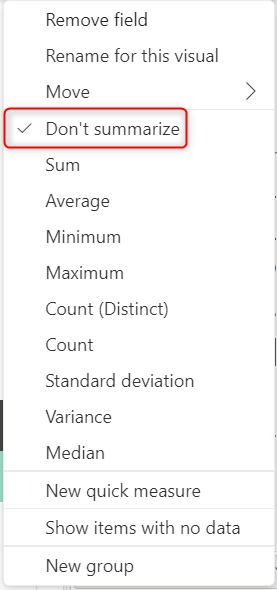 Remove field
Rename for this visual
Move
Don't summarize
Sum
Average
Minimum
Maximum
Count (Distinct)
Count
Standard deviation
Variance
Median
New quick measure
Show items with no data
New group